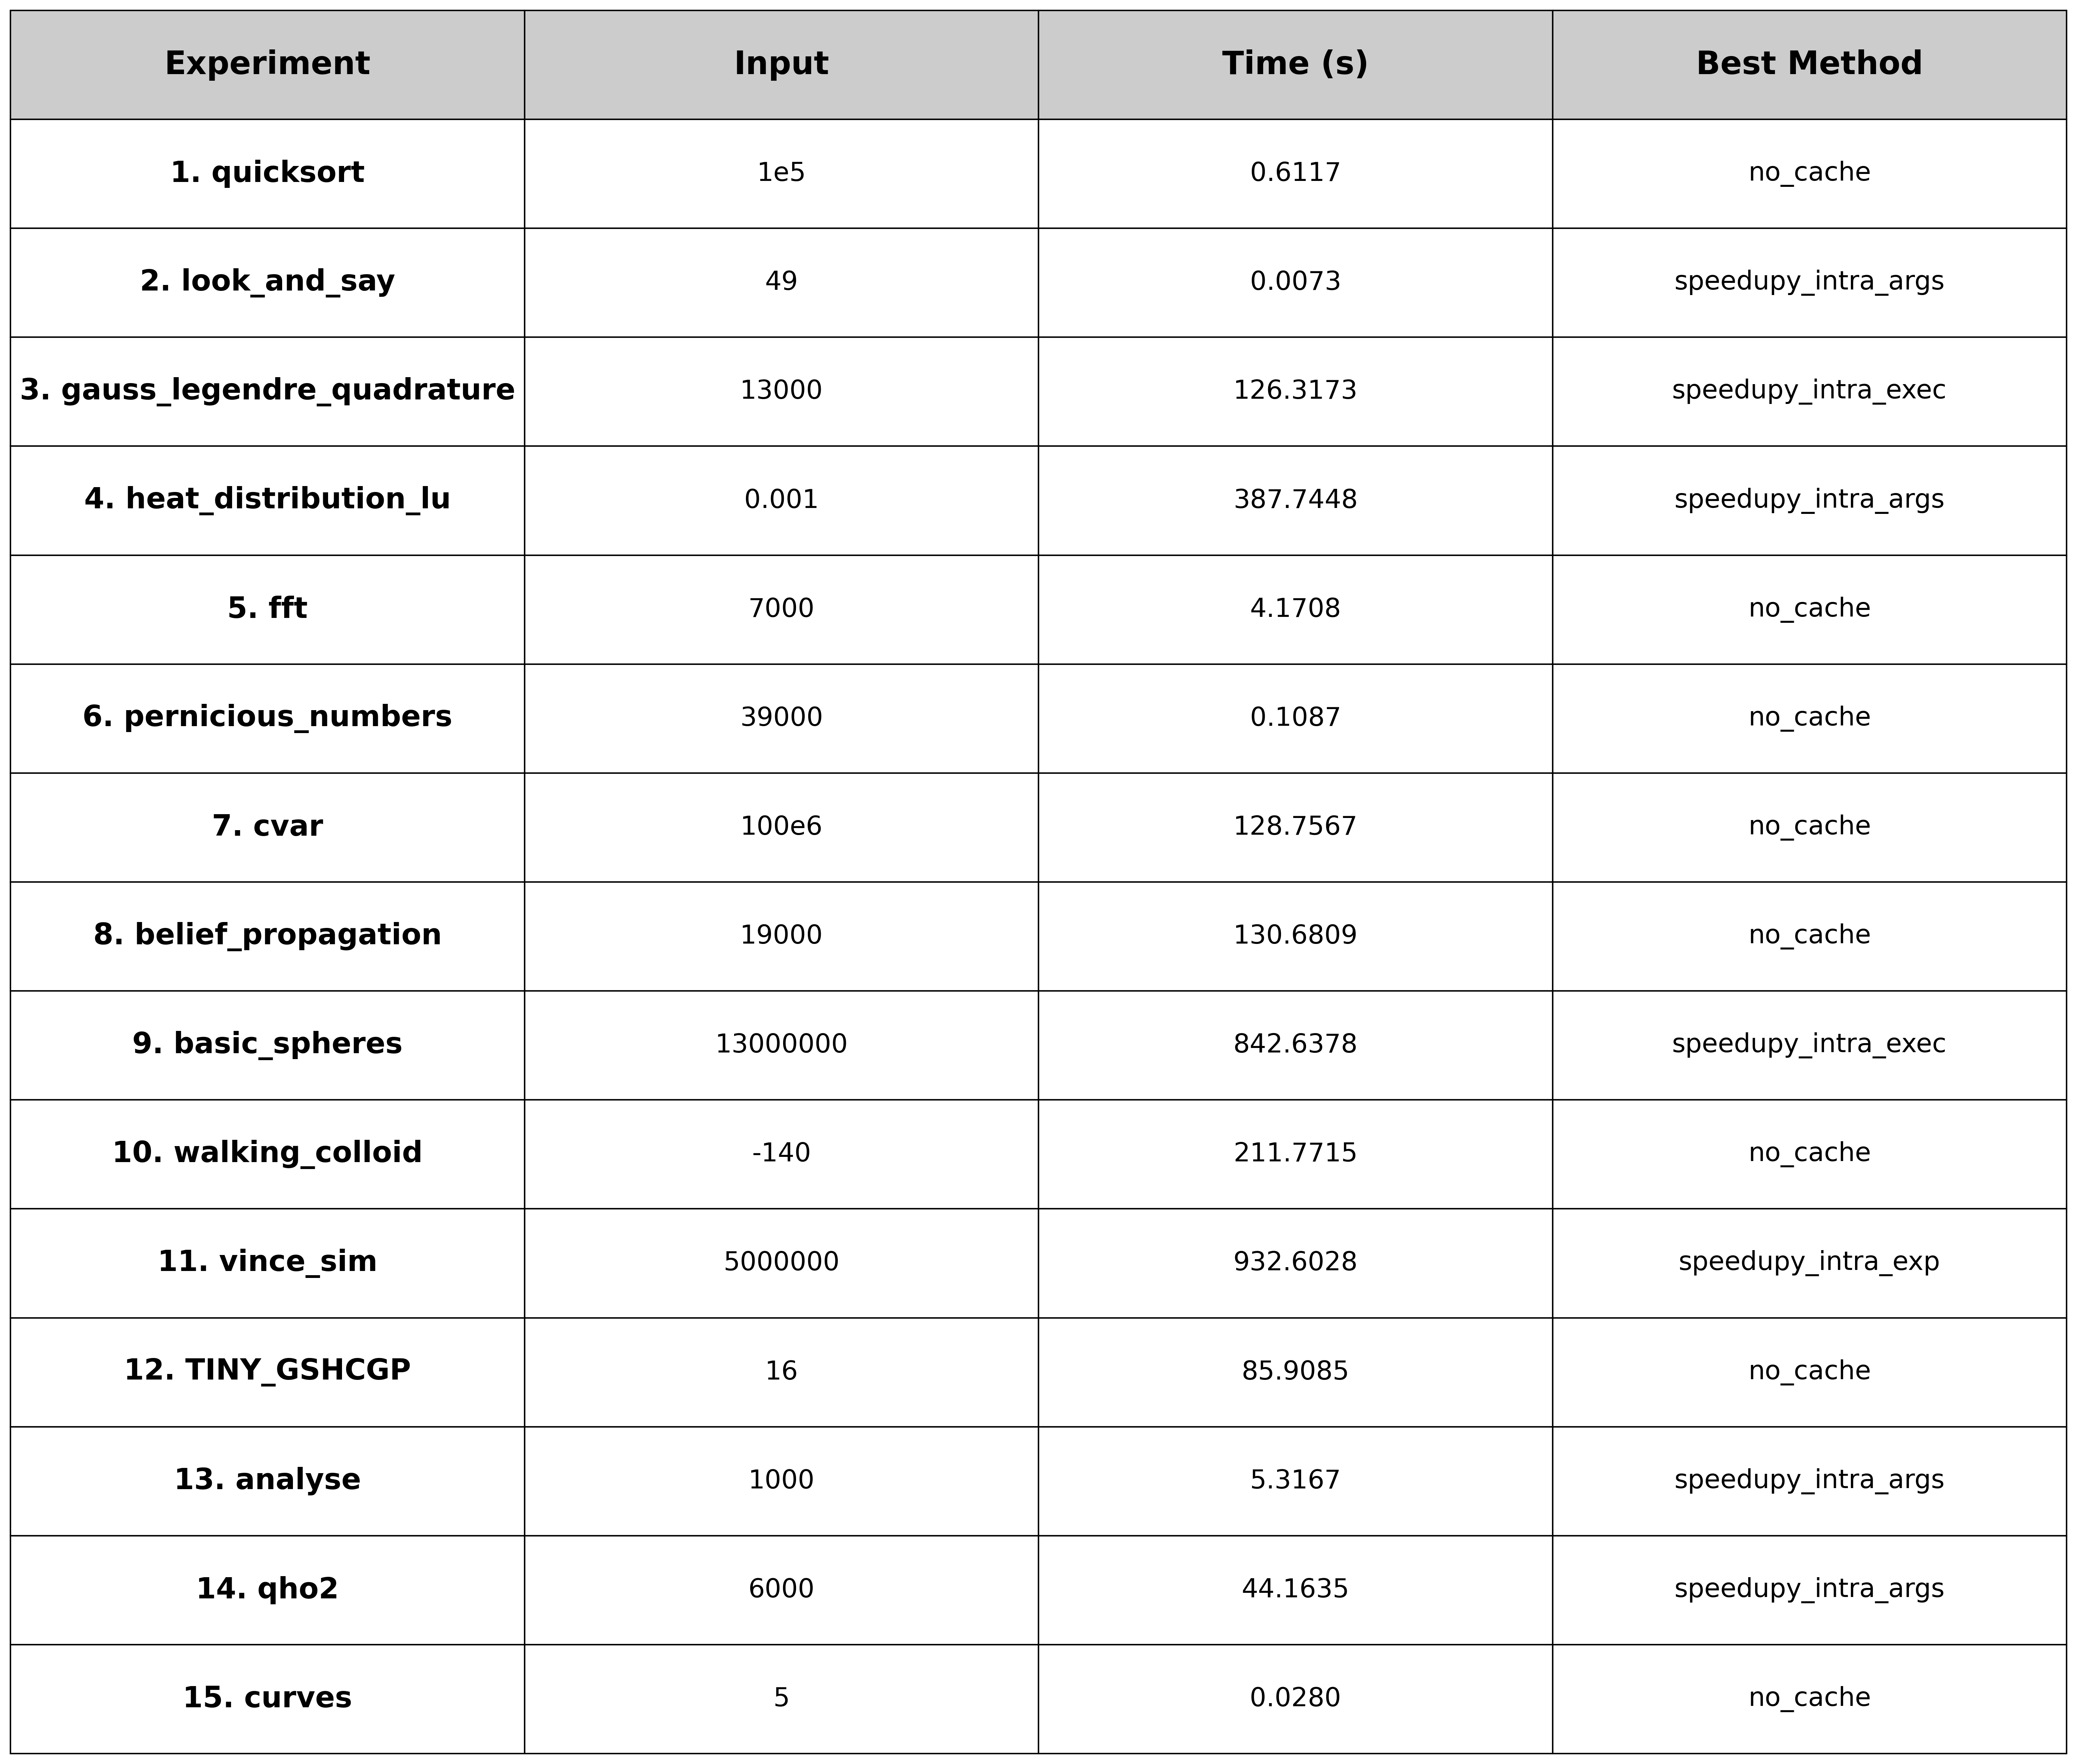 Experiment Input Time (s) Best Method
1. quicksort 1e5 0.6117 no_cache
2. look_and_say 49 0.0073 speedupy_intra_args
3. gauss_legendre_quadrature 13000 126.3173 speedupy_intra_exec
4. heat_distribution_lu 0.001 387.7448 speedupy_intra_args
5. fft 7000 4.1708 no_cache
6. pernicious_numbers 39000 0.1087 no_cache
7. cvar 100e6 128.7567 no_cache
8. belief_propagation 19000 130.6809 no_cache
9. basic_spheres 13000000 842.6378 speedupy_intra_exec
10. walking_colloid -140 211.7715 no_cache
11. vince_sim 5000000 932.6028 speedupy_intra_exp
12. TINY_GSHCGP 16 85.9085 no_cache
13. analyse 1000 5.3167 speedupy_intra_args
14. qho2 6000 44.1635 speedupy_intra_args
15. curves 5 0.0280 no_cache